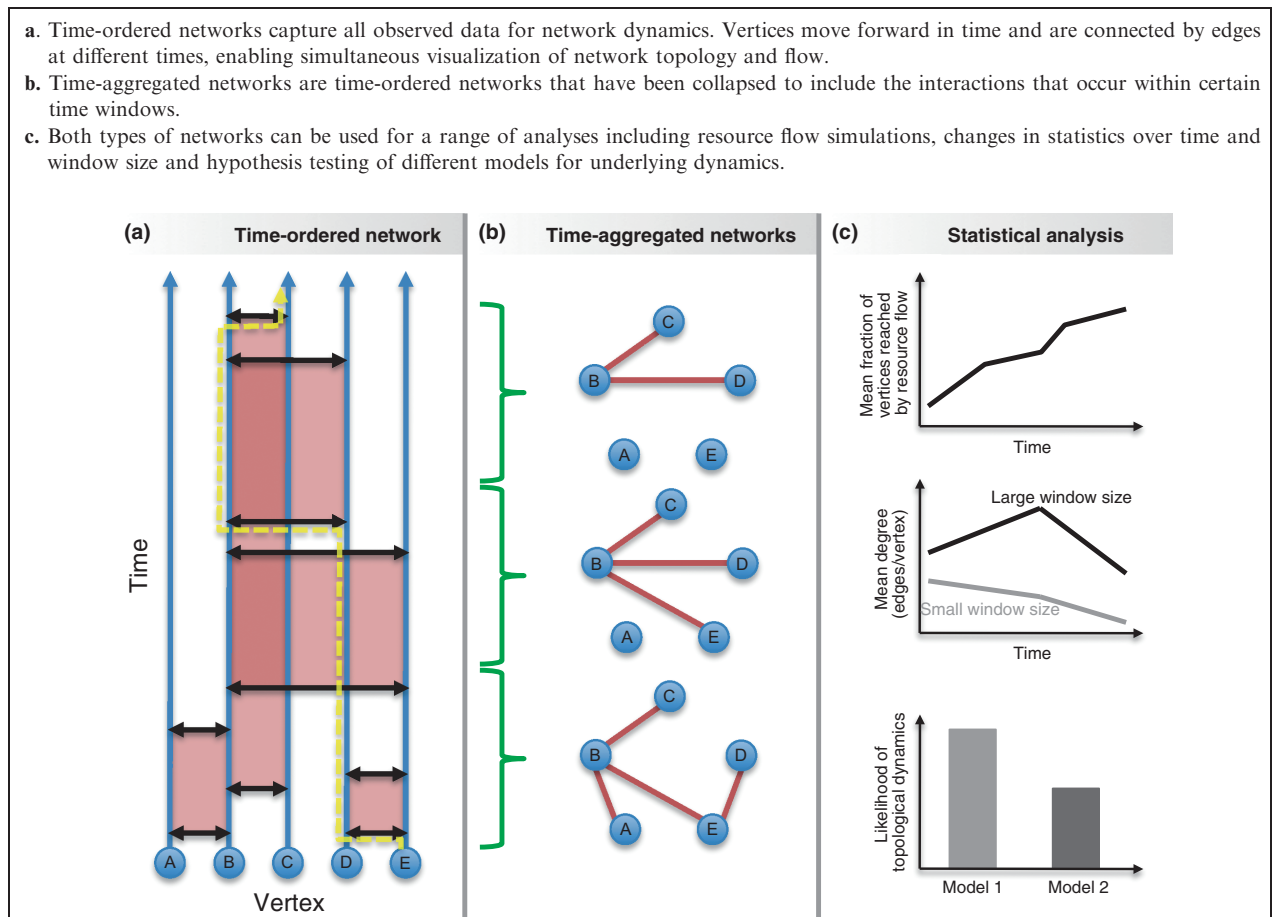 a. Time-ordered networks capture all observed data for network dynamics. Vertices move forward in time and are connected by edges
at different times, enabling simultaneous visualization of network topology and flow.
b. Time-aggregated networks are time-ordered networks that have been collapsed to include the interactions that occur within certain
time windows.
c. Both types of networks can be used for a range of analyses including resource flow simulations, changes in statistics over time and
window size and hypothesis testing of different models for underlying dynamics.
(a) Time-ordered network
Time
A B C D E
Vertex
(b) Time-aggregated networks
C
B D
A E
C
B D
A E
C
B D
A E
(c) Statistical analysis
Mean fraction of
vertices reached
by resource flow
Time
Mean degree
(edges/vertex)
Large window size
Small window size
Time
Likelihood of
topological dynamics
Model 1 Model 2